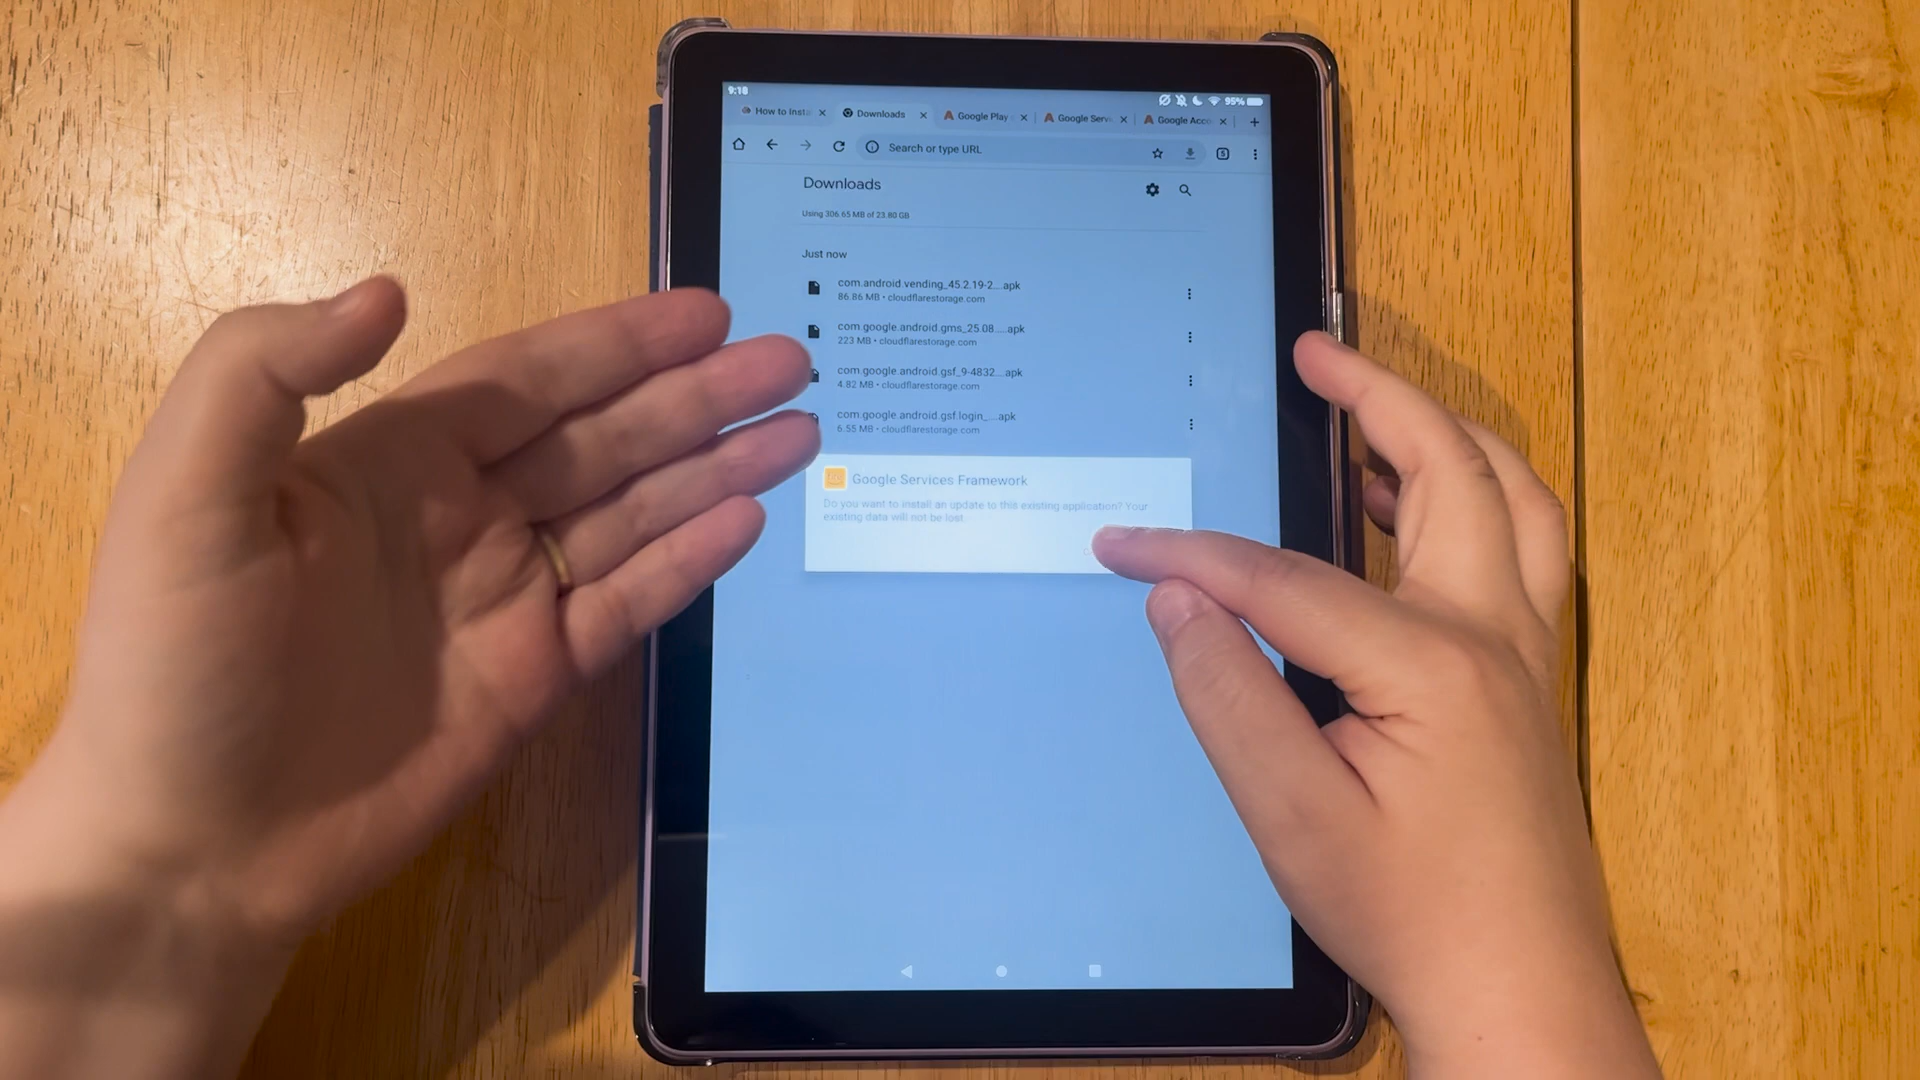 9:18
95%
How to Insta
Downloads
Google Play
Google Servi
Google Acco
Search or type URL
5
Downloads
Using 306.65 MB of 23.80 GB
Just now
com.android.vending_45.2.19-2....apk
86.86 MB • cloudflarestorage.com
com.google.android.gms_25.08.....apk
223 MB • cloudflarestorage.com
com.google.android.gsf_9-4832....apk
4.82 MB • cloudflarestorage.com
com.google.android.gsf.login_....apk
6.55 MB • cloudflarestorage.com
Google Services Framework
Do you want to install an update to this existing application? Your
existing data will not be lost.